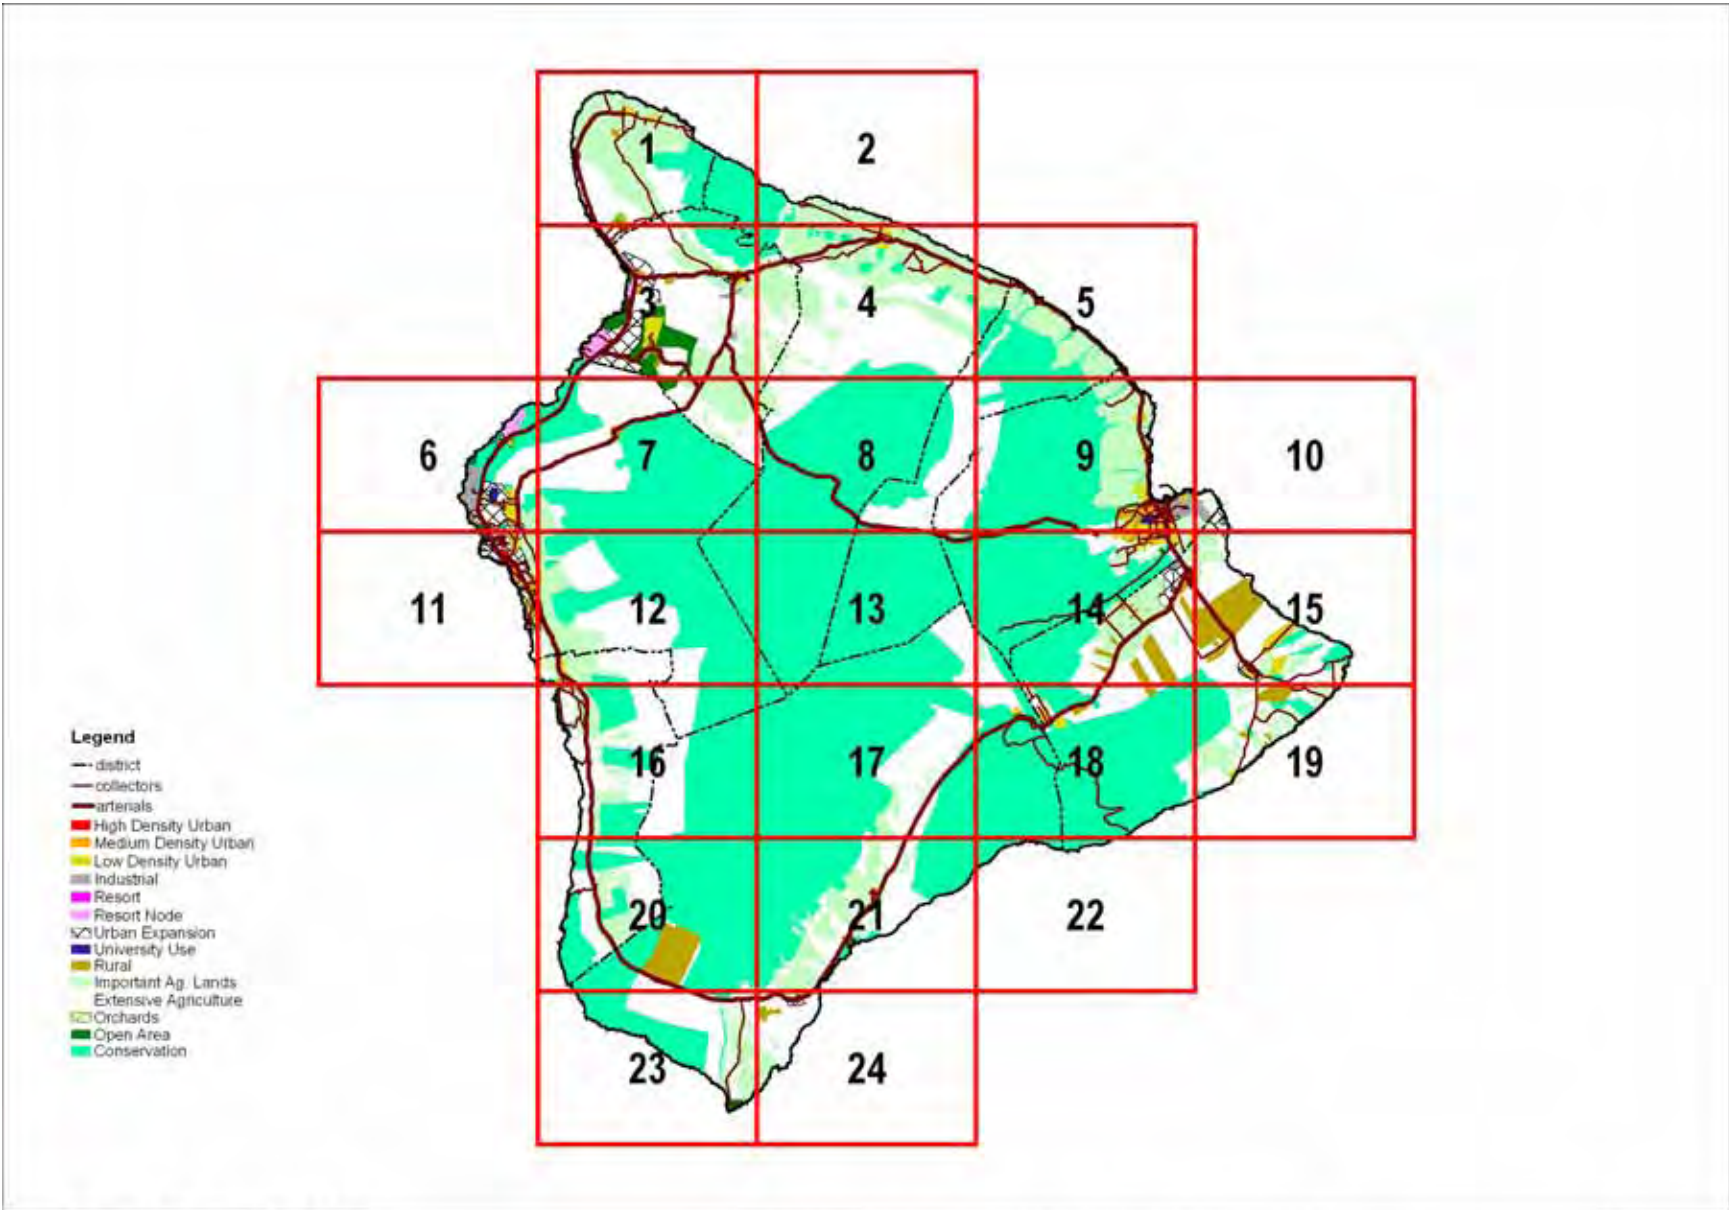 1
2
3
4
5
6
7
8
9
10
11
12
13
14
15
16
17
18
19
20
21
22
23
24
Legend
district
collectors
arterials
High Density Urban
Medium Density Urban
Low Density Urban
Industrial
Resort
Resort Node
Urban Expansion
University Use
Rural
Important Ag. Lands
Extensive Agriculture
Orchards
Open Area
Conservation